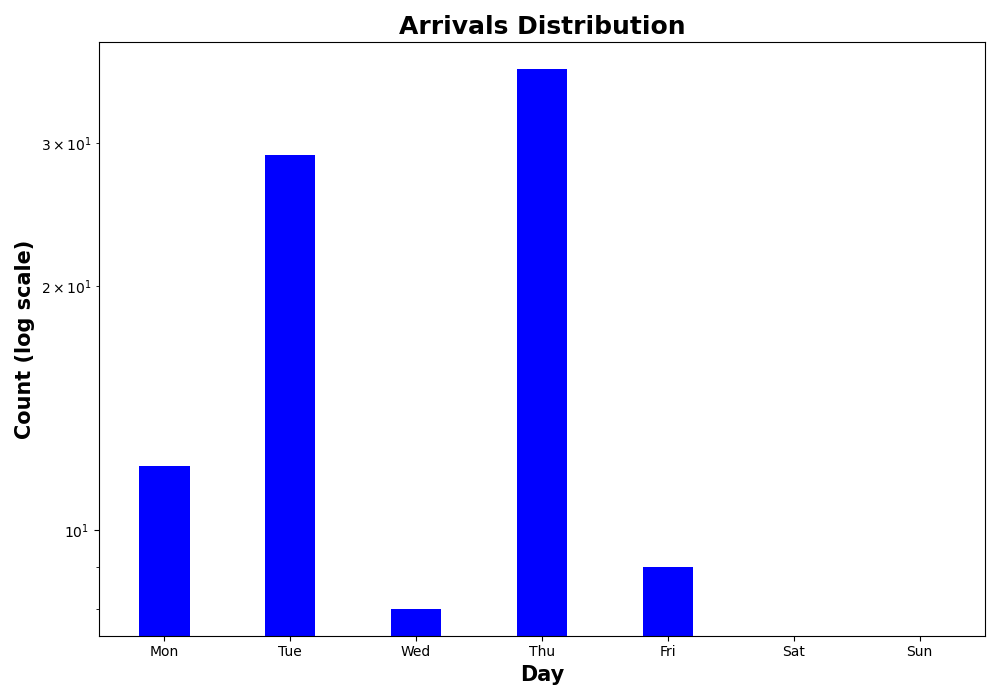 Arrivals Distribution
Count (log scale)
3 × 10¹
2 × 10¹
10¹
Mon Tue Wed Thu Fri Sat Sun
Day